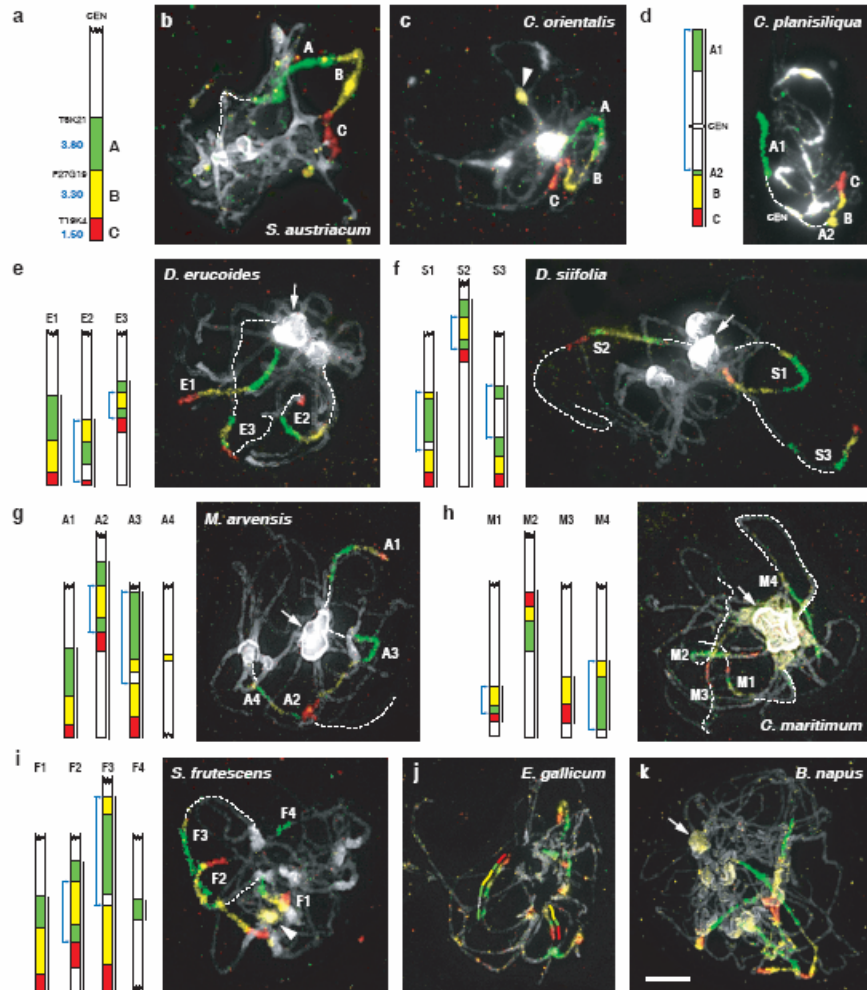 a
CEN
T6K21
3.80
A
F27G19
3.30
B
T19K4
1.50
C
b
A
B
C
S. austriacum
c
C. orientalis
A
B
C
d
C. planisiliqua
A1
CEN
A2
B
C
A1
C
B
CEN
A2
e
E1 E2 E3
D. erucoides
E1
E3
E2
f
S1 S2 S3
D. siifolia
S2
S1
S3
g
A1 A2 A3 A4
M. arvensis
A1
A3
A4
A2
h
M1 M2 M3 M4
M4
M2
M3
M1
C. maritimum
i
F1 F2 F3 F4
S. frutescens
F4
F3
F2
F1
j
E. gallicum
k
B. napus